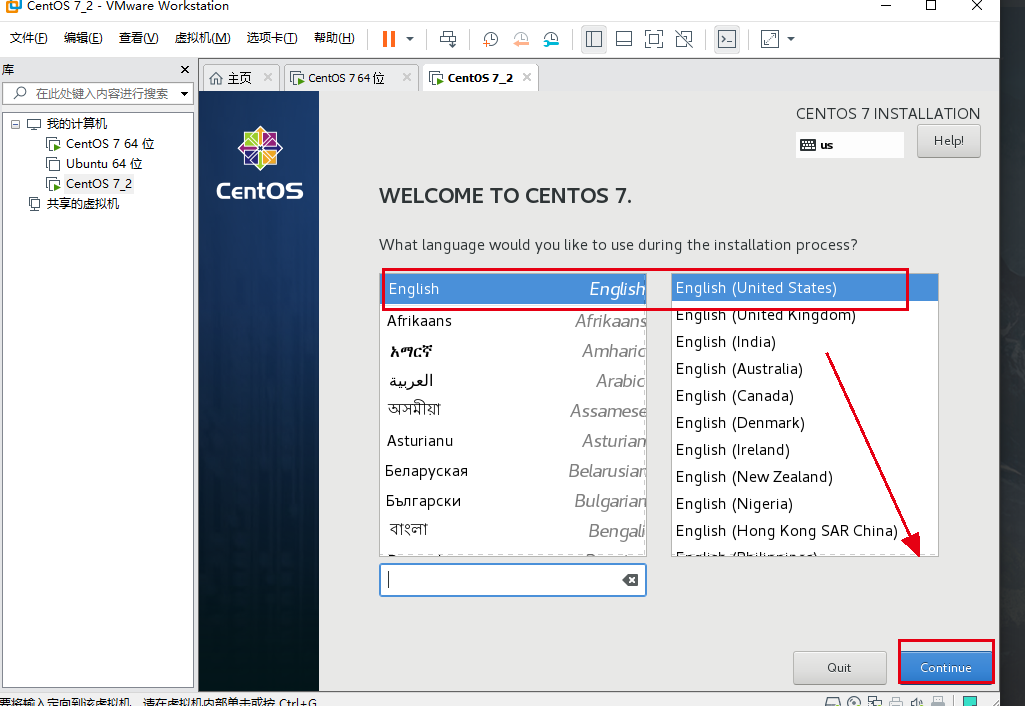 CentOS 7_2 - VMware Workstation
文件(F) 编辑(E) 查看(V) 虚拟机(M) 选项卡(T) 帮助(H)
库
主页 CentOS 7 64 位 CentOS 7_2
在此处键入内容进行搜索
我的计算机
CentOS 7 64 位
Ubuntu 64 位
CentOS 7_2
共享的虚拟机
CentOS
CENTOS 7 INSTALLATION
us Help!
WELCOME TO CENTOS 7.
What language would you like to use during the installation process?
English English
Afrikaans Afrikaans
አማርኛ Amharic
العربية Arabic
অসমীয়া Assamese
Asturianu Asturian
Беларуская Belarusian
Български Bulgarian
বাংলা Bengali
English (United States)
English (United Kingdom)
English (India)
English (Australia)
English (Canada)
English (Denmark)
English (Ireland)
English (New Zealand)
English (Nigeria)
English (Hong Kong SAR China)
English (Philippines)
Quit Continue
要将输入定向到该虚拟机，请在虚拟机内部单击或按 Ctrl+G